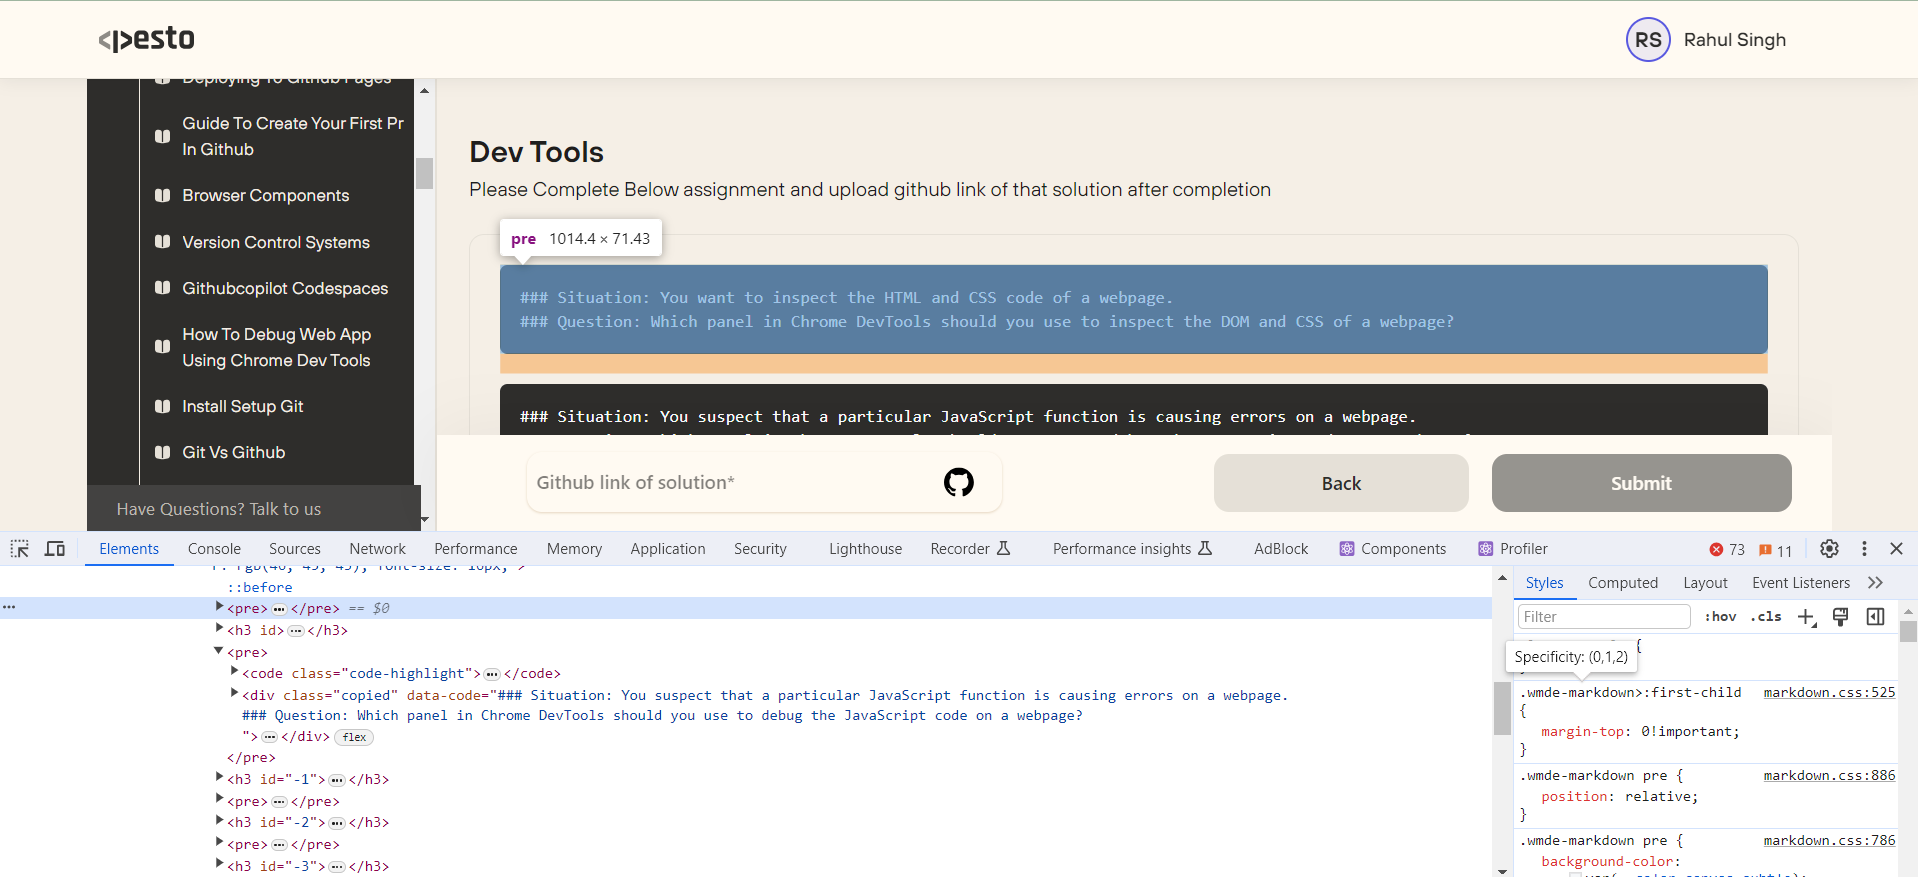 <pesto
RS Rahul Singh
Deploying To Github Pages
Guide To Create Your First Pr
In Github
Browser Components
Version Control Systems
Githubcopilot Codespaces
How To Debug Web App
Using Chrome Dev Tools
Install Setup Git
Git Vs Github
Have Questions? Talk to us
Dev Tools
Please Complete Below assignment and upload github link of that solution after completion
pre 1014.4 × 71.43
### Situation: You want to inspect the HTML and CSS code of a webpage.
### Question: Which panel in Chrome DevTools should you use to inspect the DOM and CSS of a webpage?
### Situation: You suspect that a particular JavaScript function is causing errors on a webpage.
Github link of solution*
Back
Submit
Elements Console Sources Network Performance Memory Application Security Lighthouse Recorder Performance insights AdBlock Components Profiler 73 11
font-size: 16px;
::before
<pre>…</pre> == $0
<h3 id>…</h3>
<pre>
<code class="code-highlight">…</code>
<div class="copied" data-code="### Situation: You suspect that a particular JavaScript function is causing errors on a webpage.
### Question: Which panel in Chrome DevTools should you use to debug the JavaScript code on a webpage?
">…</div> flex
</pre>
<h3 id="-1">…</h3>
<pre>…</pre>
<h3 id="-2">…</h3>
<pre>…</pre>
<h3 id="-3">…</h3>
Styles Computed Layout Event Listeners
Filter :hov .cls
{
Specificity: (0,1,2)
.wmde-markdown>:first-child markdown.css:525
{
margin-top: 0!important;
}
.wmde-markdown pre { markdown.css:886
position: relative;
}
.wmde-markdown pre { markdown.css:786
background-color: